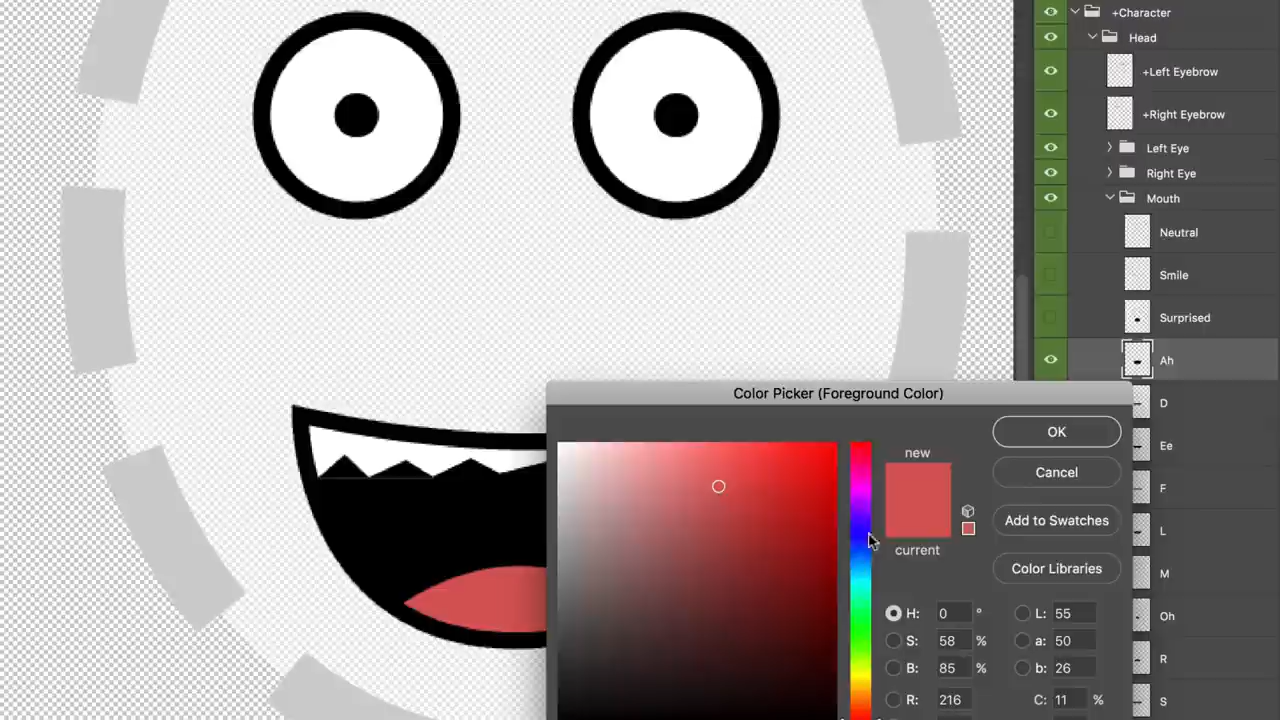 +Character
Head
+Left Eyebrow
+Right Eyebrow
Left Eye
Right Eye
Mouth
Neutral
Smile
Surprised
Ah
D
Ee
F
L
M
Oh
R
S
Color Picker (Foreground Color)
new
current
OK
Cancel
Add to Swatches
Color Libraries
H: 0 °
S: 58 %
B: 85 %
R: 216
L: 55
a: 50
b: 26
C: 11 %